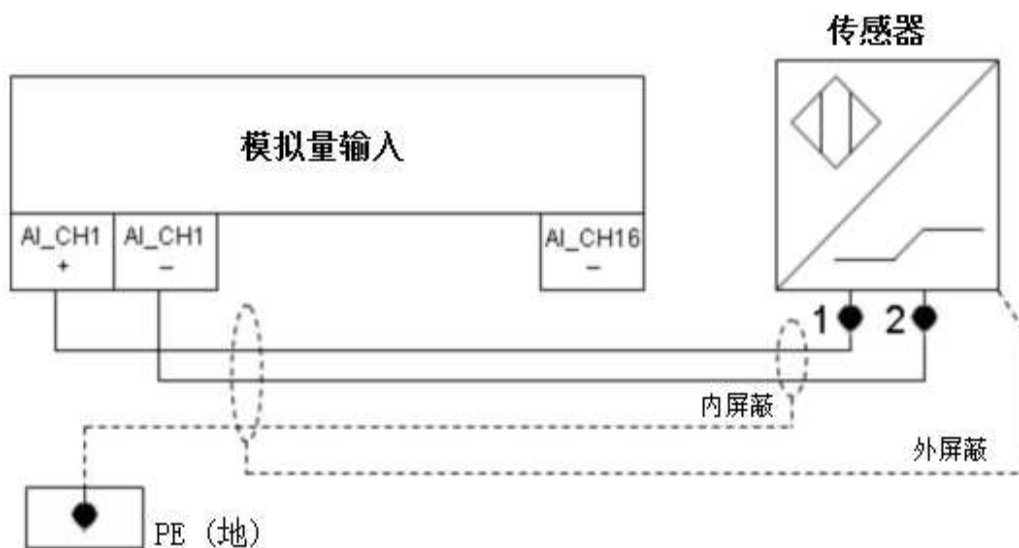 传感器
模拟量输入
AI_CH1
+
AI_CH1
–
AI_CH16
–
1
2
内屏蔽
外屏蔽
PE (地)